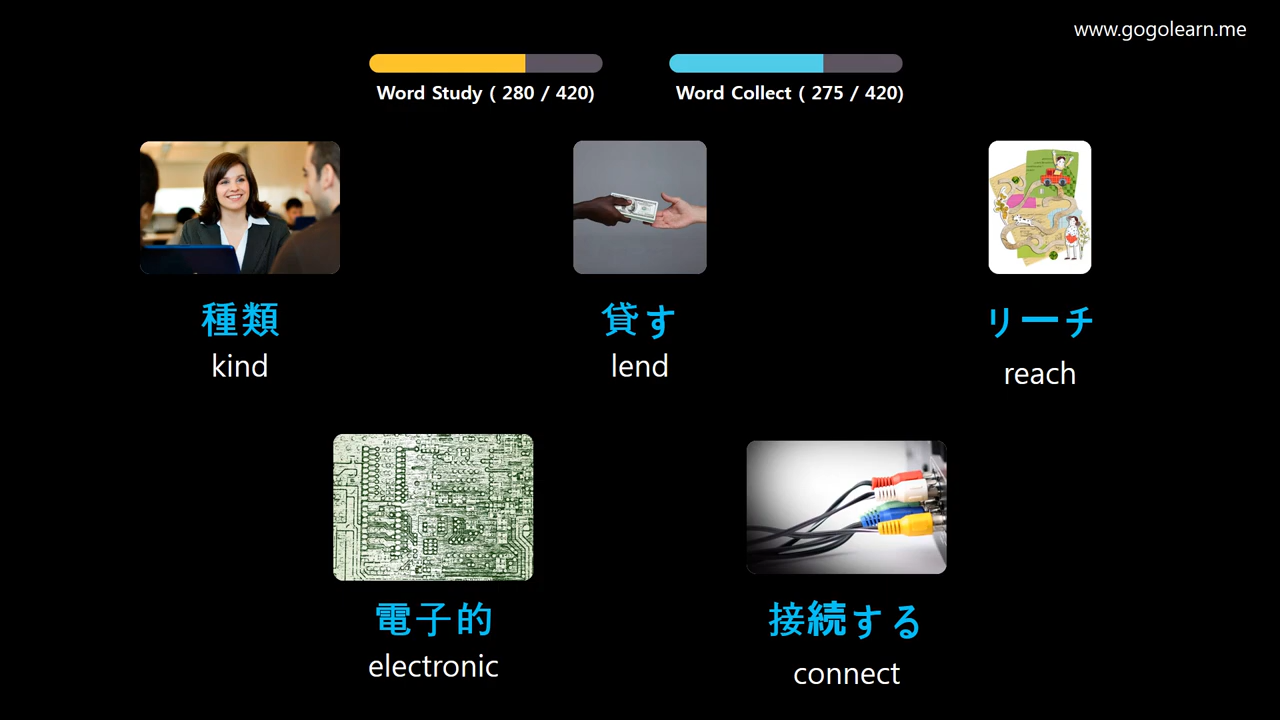 www.gogolearn.me
Word Study ( 280 / 420)
Word Collect ( 275 / 420)
種類
kind
貸す
lend
リーチ
reach
電子的
electronic
接続する
connect